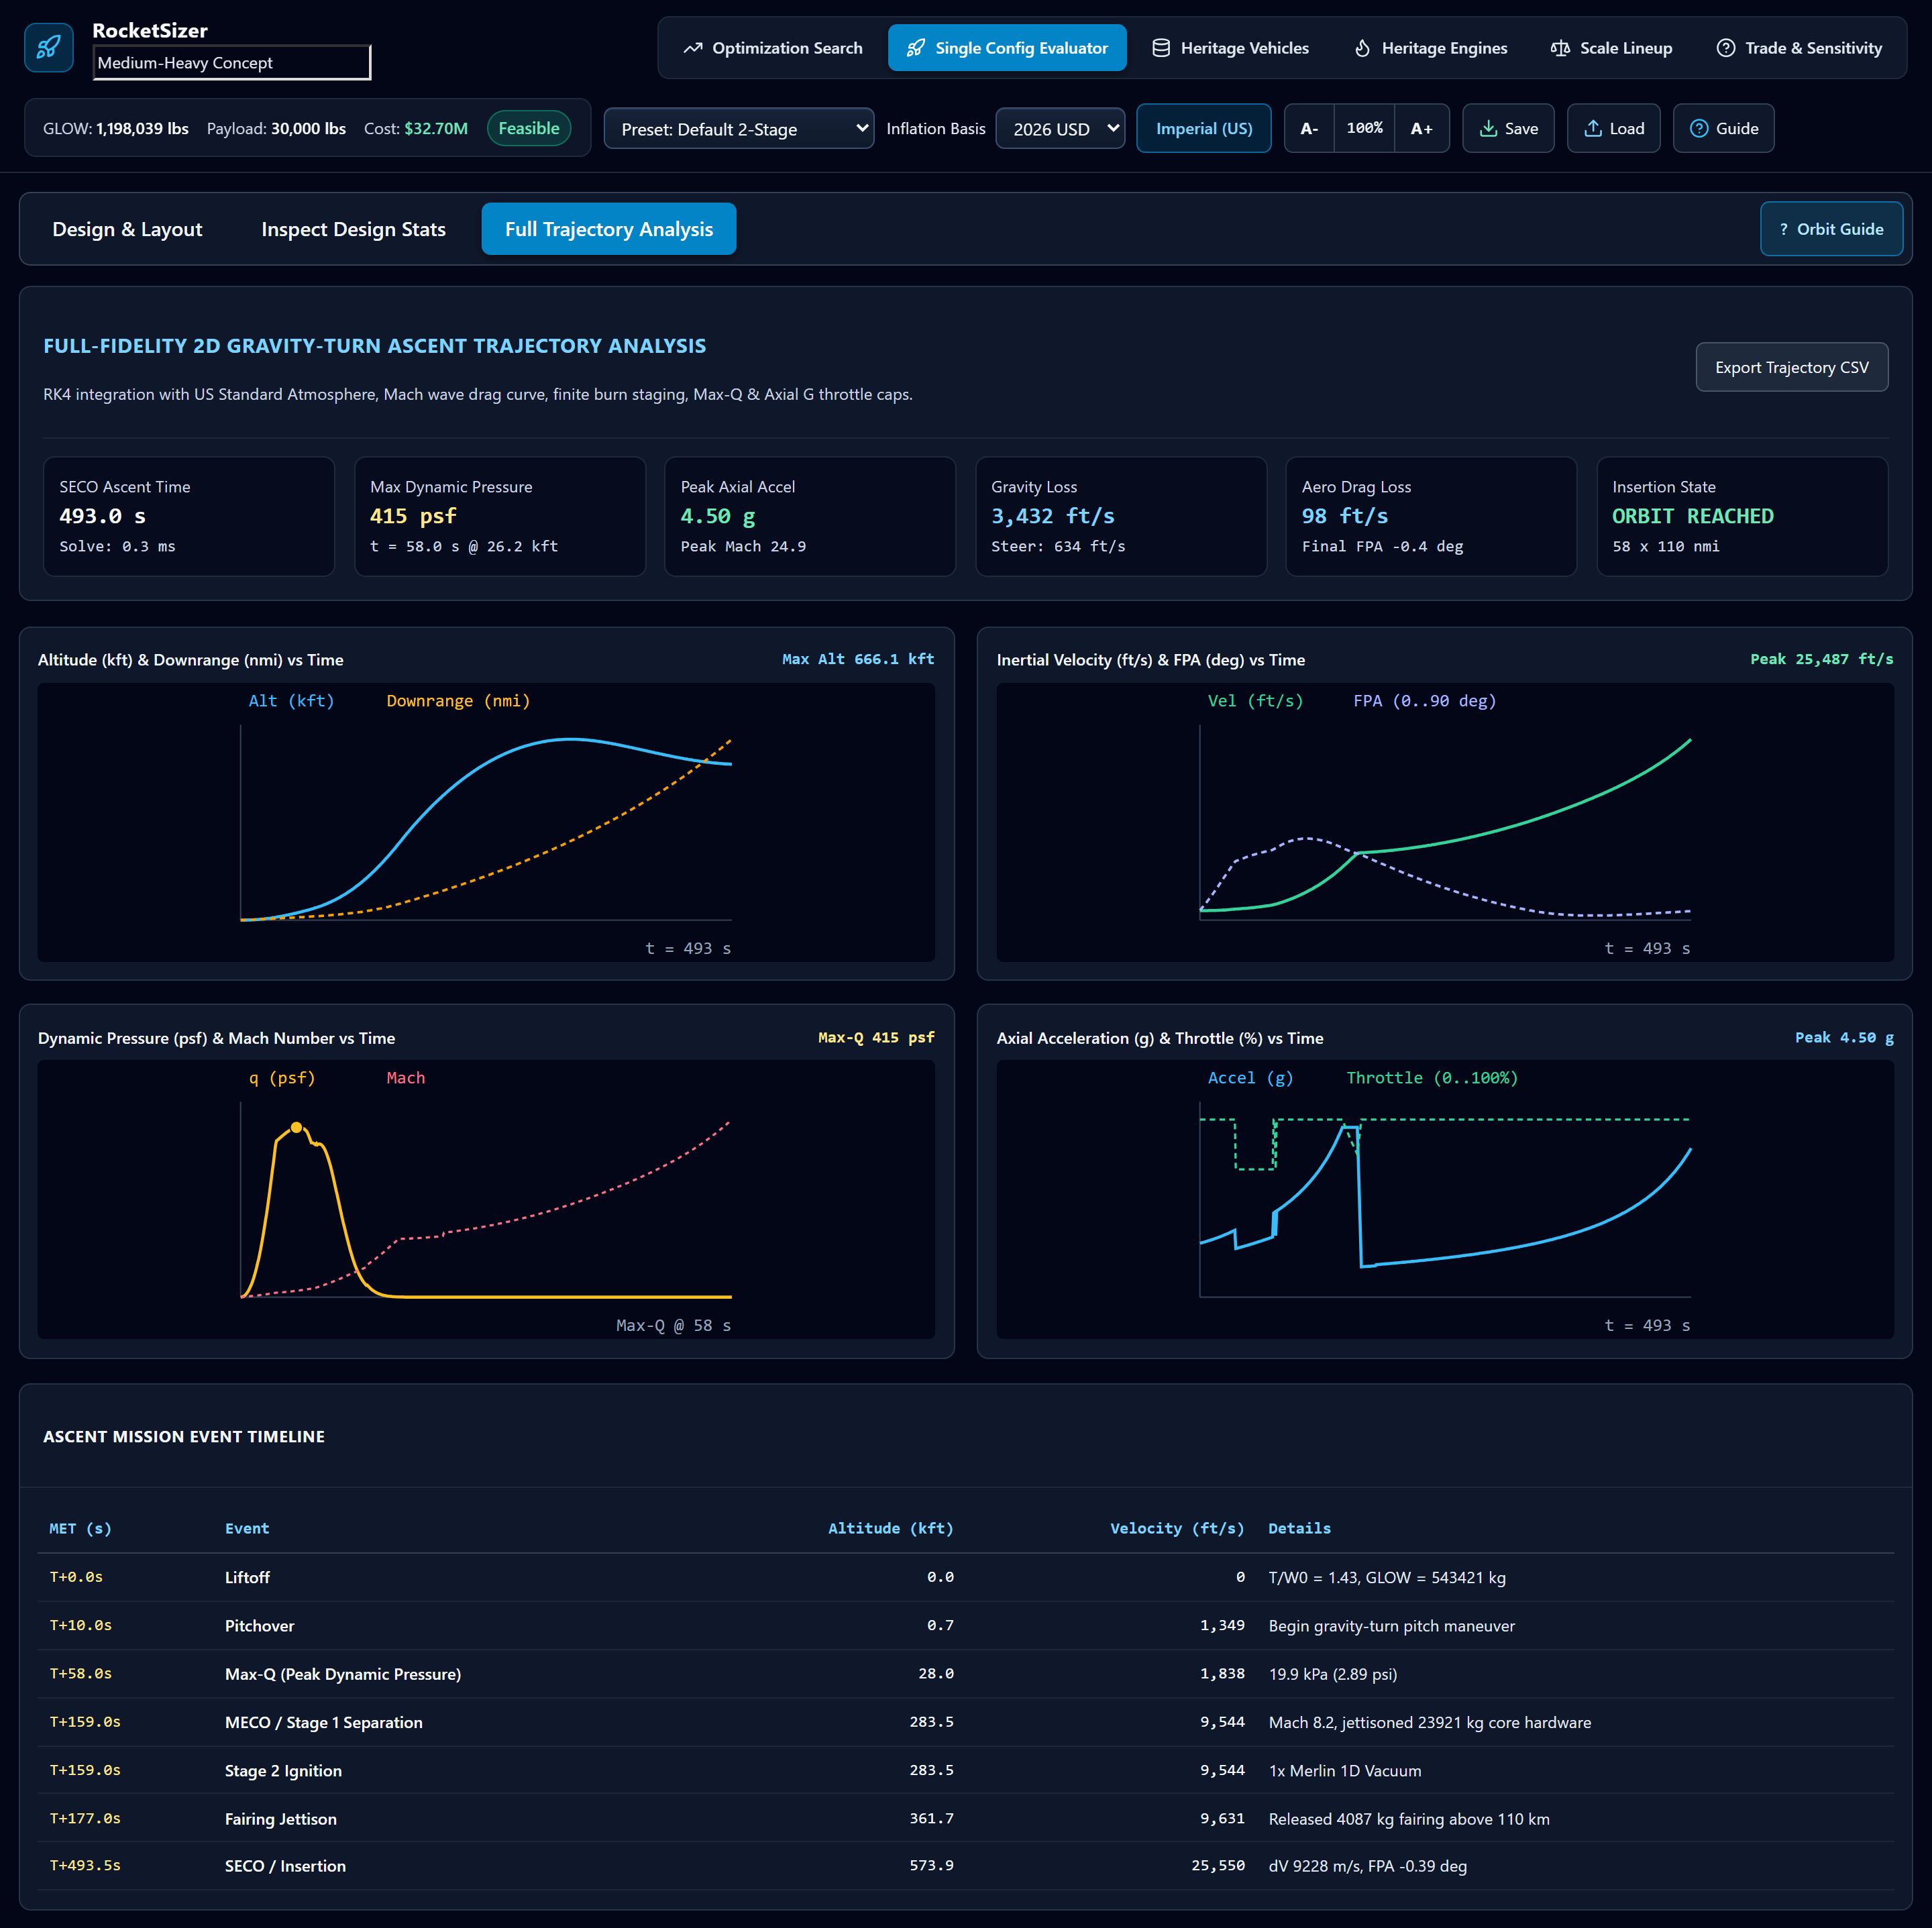 RocketSizer
Medium-Heavy Concept
Optimization Search
Single Config Evaluator
Heritage Vehicles
Heritage Engines
Scale Lineup
Trade & Sensitivity
GLOW: 1,198,039 lbs Payload: 30,000 lbs Cost: $32.70M Feasible
Preset: Default 2-Stage
Inflation Basis
2026 USD
Imperial (US)
A- 100% A+
Save
Load
Guide
Design & Layout
Inspect Design Stats
Full Trajectory Analysis
? Orbit Guide
FULL-FIDELITY 2D GRAVITY-TURN ASCENT TRAJECTORY ANALYSIS
RK4 integration with US Standard Atmosphere, Mach wave drag curve, finite burn staging, Max-Q & Axial G throttle caps.
Export Trajectory CSV
SECO Ascent Time
493.0 s
Solve: 0.3 ms
Max Dynamic Pressure
415 psf
t = 58.0 s @ 26.2 kft
Peak Axial Accel
4.50 g
Peak Mach 24.9
Gravity Loss
3,432 ft/s
Steer: 634 ft/s
Aero Drag Loss
98 ft/s
Final FPA -0.4 deg
Insertion State
ORBIT REACHED
58 x 110 nmi
Altitude (kft) & Downrange (nmi) vs Time
Max Alt 666.1 kft
Alt (kft) Downrange (nmi)
t = 493 s
Inertial Velocity (ft/s) & FPA (deg) vs Time
Peak 25,487 ft/s
Vel (ft/s) FPA (0..90 deg)
t = 493 s
Dynamic Pressure (psf) & Mach Number vs Time
Max-Q 415 psf
q (psf) Mach
Max-Q @ 58 s
Axial Acceleration (g) & Throttle (%) vs Time
Peak 4.50 g
Accel (g) Throttle (0..100%)
t = 493 s
ASCENT MISSION EVENT TIMELINE
MET (s) Event Altitude (kft) Velocity (ft/s) Details
T+0.0s Liftoff 0.0 0 T/W0 = 1.43, GLOW = 543421 kg
T+10.0s Pitchover 0.7 1,349 Begin gravity-turn pitch maneuver
T+58.0s Max-Q (Peak Dynamic Pressure) 28.0 1,838 19.9 kPa (2.89 psi)
T+159.0s MECO / Stage 1 Separation 283.5 9,544 Mach 8.2, jettisoned 23921 kg core hardware
T+159.0s Stage 2 Ignition 283.5 9,544 1x Merlin 1D Vacuum
T+177.0s Fairing Jettison 361.7 9,631 Released 4087 kg fairing above 110 km
T+493.5s SECO / Insertion 573.9 25,550 dV 9228 m/s, FPA -0.39 deg